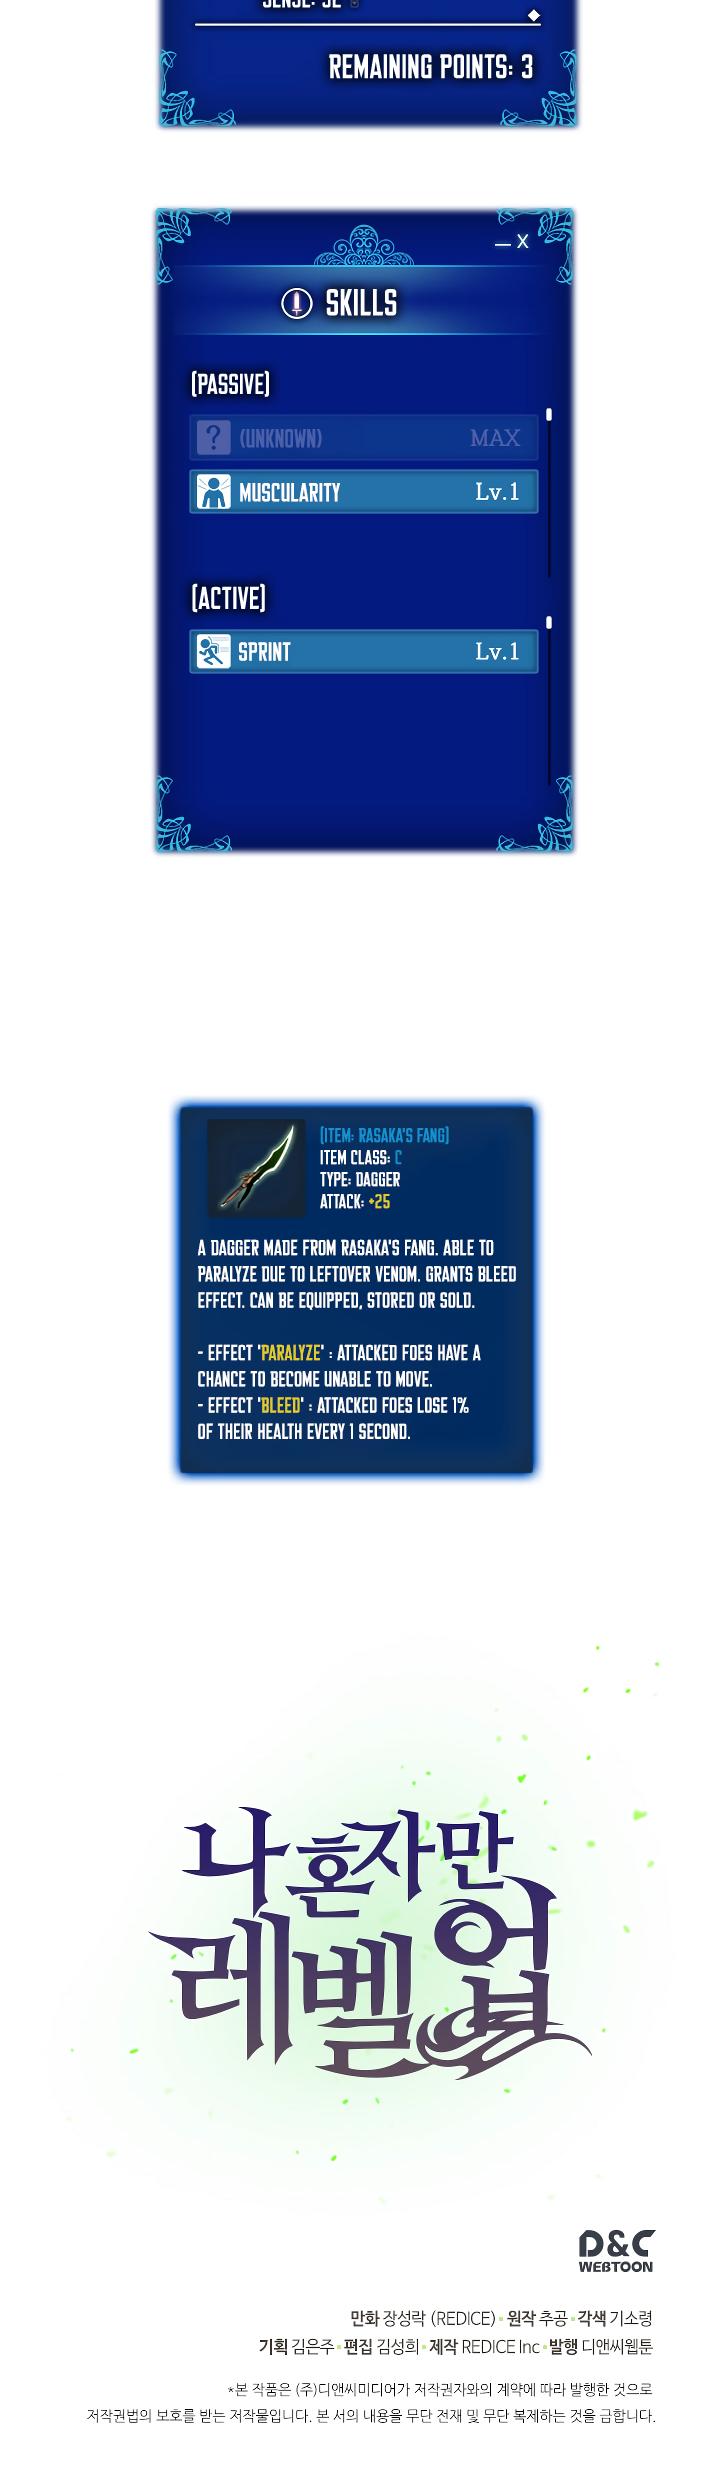 REMAINING POINTS: 3
— X
SKILLS
(PASSIVE)
? (UNKNOWN) MAX
MUSCULARITY Lv.1
(ACTIVE)
SPRINT Lv.1
(ITEM: RASAKA'S FANG)
ITEM CLASS: C
TYPE: DAGGER
ATTACK: +25
A DAGGER MADE FROM RASAKA'S FANG. ABLE TO
PARALYZE DUE TO LEFTOVER VENOM. GRANTS BLEED
EFFECT. CAN BE EQUIPPED, STORED OR SOLD.
- EFFECT 'PARALYZE' : ATTACKED FOES HAVE A
CHANCE TO BECOME UNABLE TO MOVE.
- EFFECT 'BLEED' : ATTACKED FOES LOSE 1%
OF THEIR HEALTH EVERY 1 SECOND.
나 혼자만
레벨업
D&C
WEBTOON
만화 장성락 (REDICE) • 원작 추공 • 각색 기소령
기획 김은주 • 편집 김성희 • 제작 REDICE Inc • 발행 디앤씨웹툰
*본 작품은 (주)디앤씨미디어가 저작권자와의 계약에 따라 발행한 것으로
저작권법의 보호를 받는 저작물입니다. 본 서의 내용을 무단 전재 및 무단 복제하는 것을 금합니다.